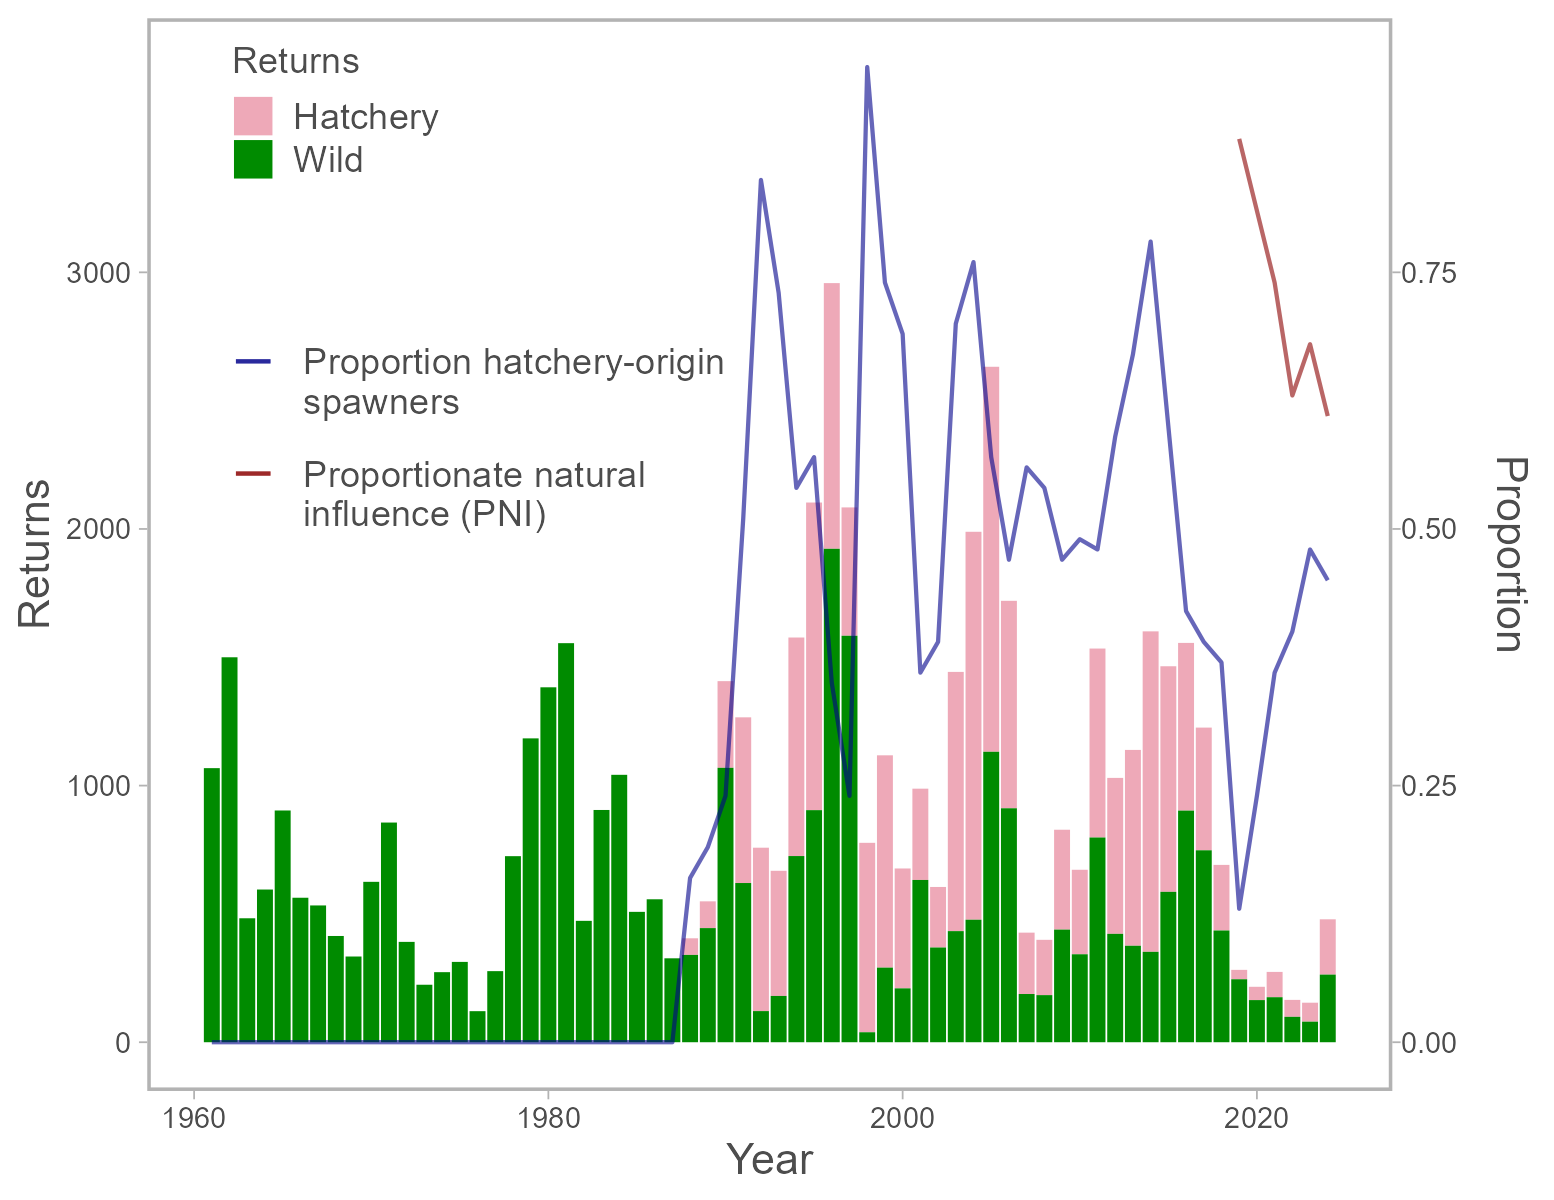 Returns
Hatchery
Wild
Proportion hatchery-origin
spawners
Proportionate natural
influence (PNI)
Returns
3000
2000
1000
0
0.75
0.50
0.25
0.00
Proportion
1960
1980
2000
2020
Year